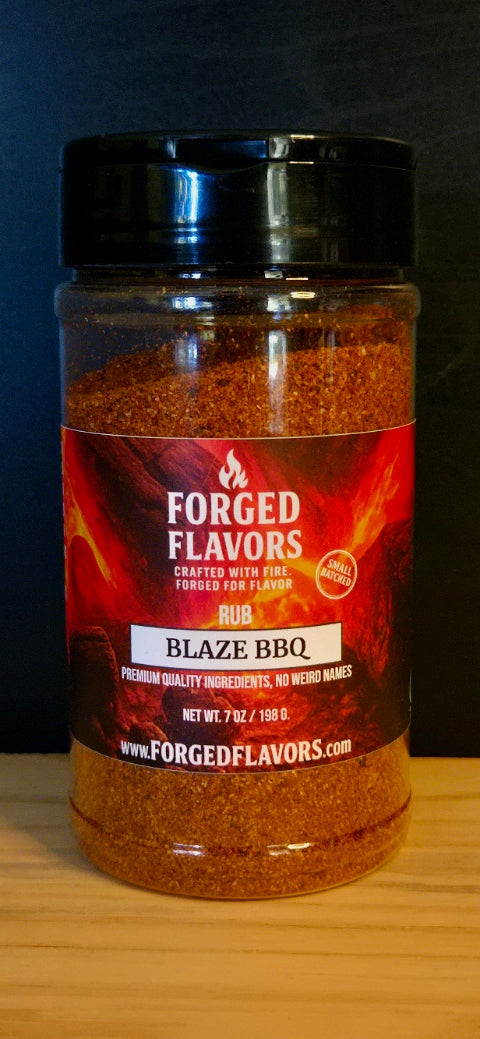 FORGED
FLAVORS
CRAFTED WITH FIRE.
FORGED FOR FLAVOR
SMALL
BATCHED
RUB
BLAZE BBQ
PREMIUM QUALITY INGREDIENTS, NO WEIRD NAMES
NET WT. 7 OZ / 198 G.
www.FORGEDFLAVORS.com